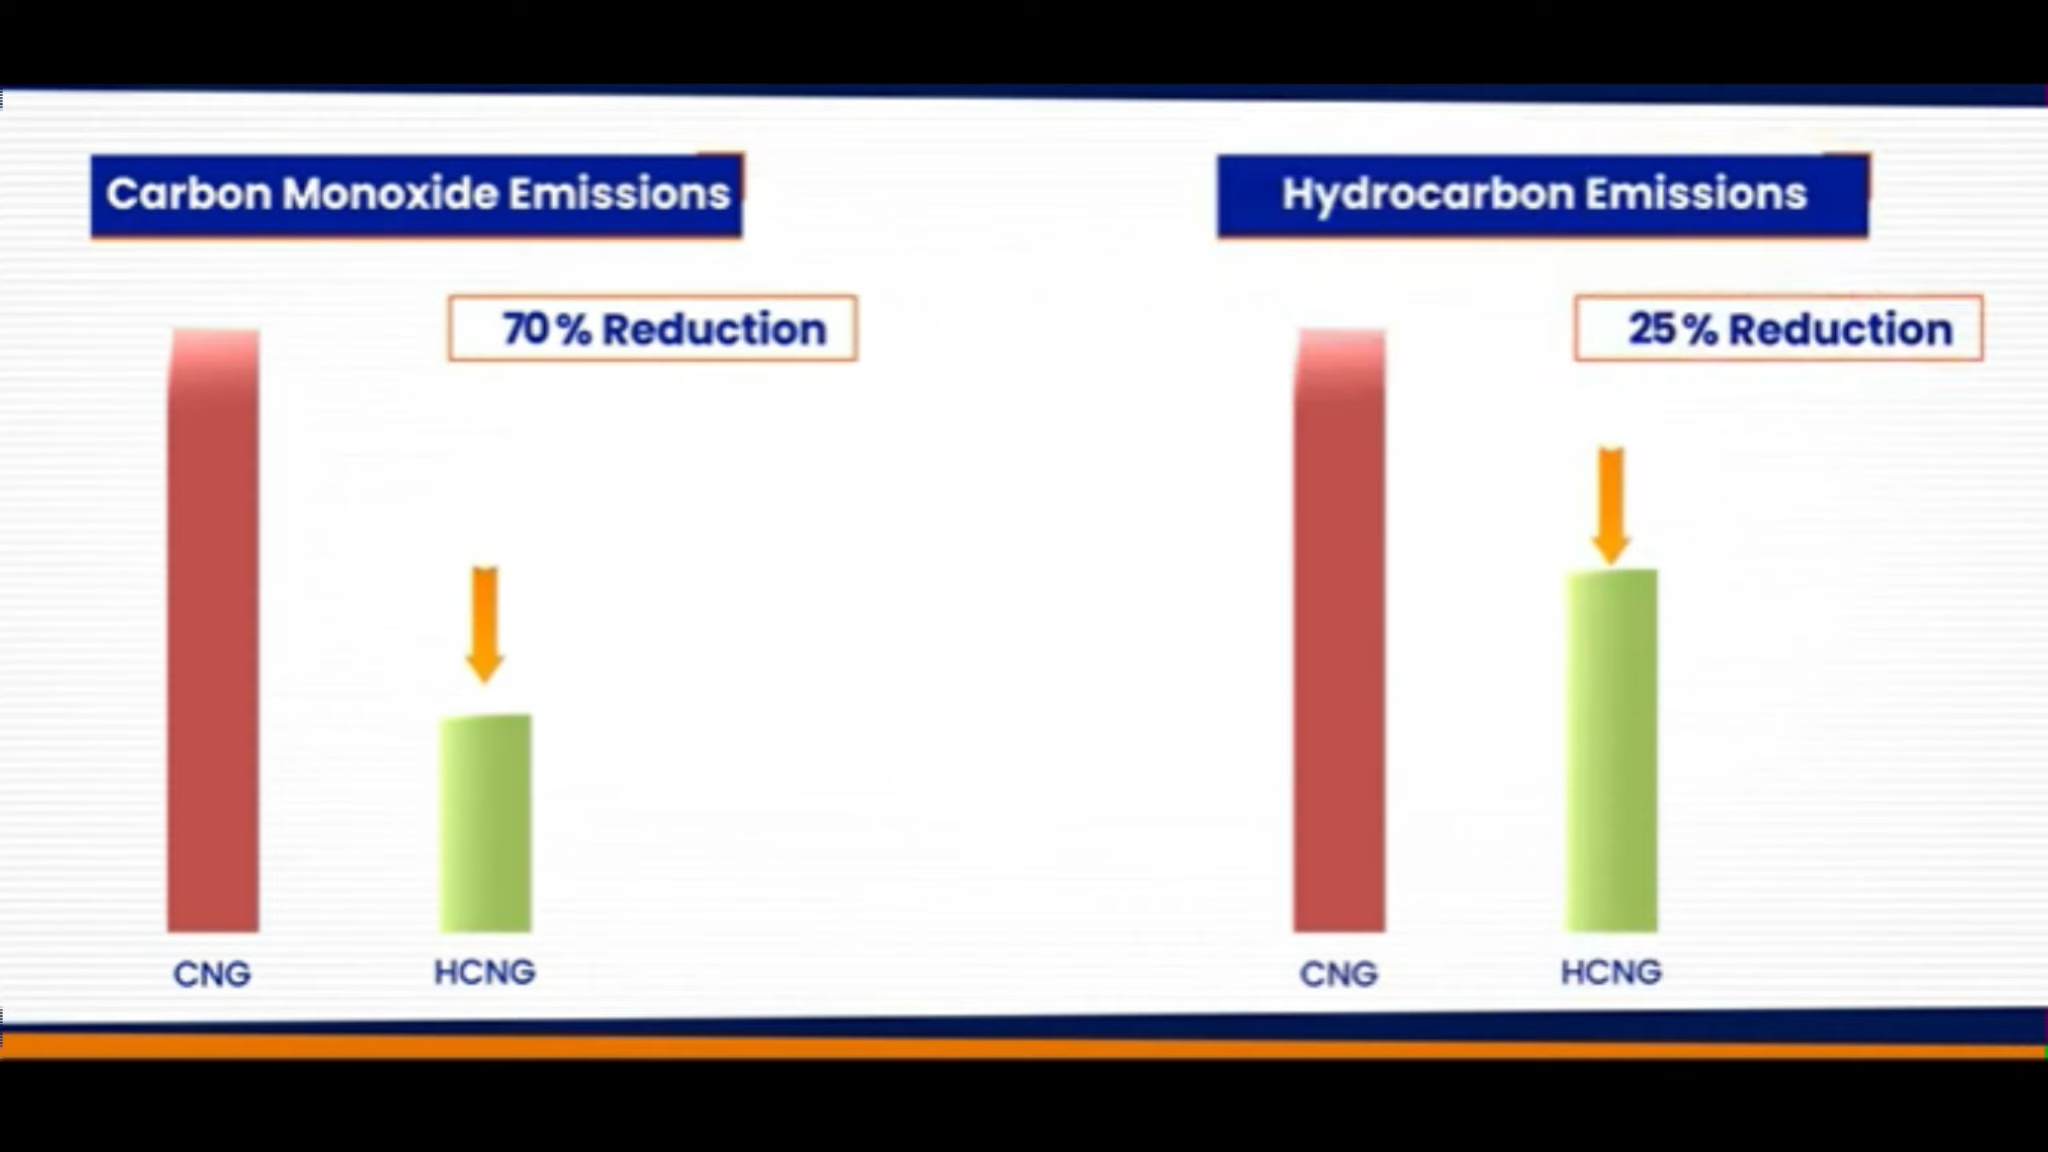 Carbon Monoxide Emissions
70% Reduction
CNG
HCNG
Hydrocarbon Emissions
25% Reduction
CNG
HCNG